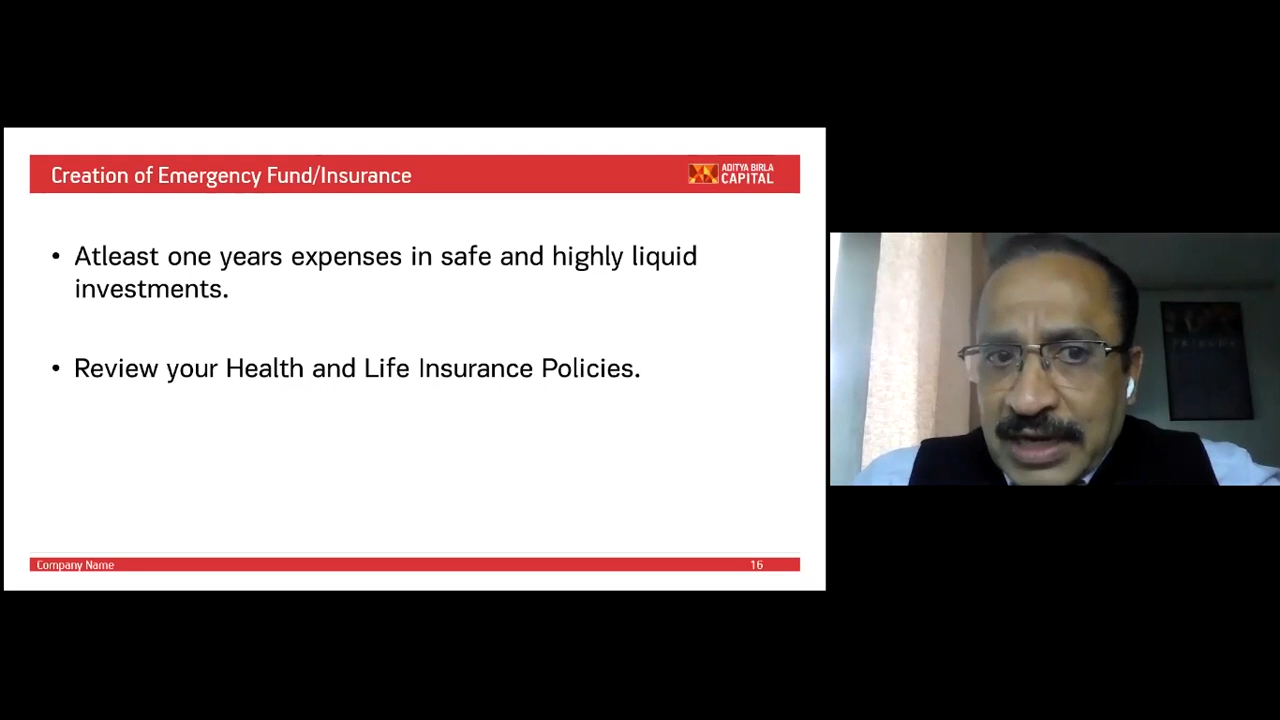 Creation of Emergency Fund/Insurance
ADITYA BIRLA
CAPITAL
• Atleast one years expenses in safe and highly liquid
investments.
• Review your Health and Life Insurance Policies.
Company Name
16